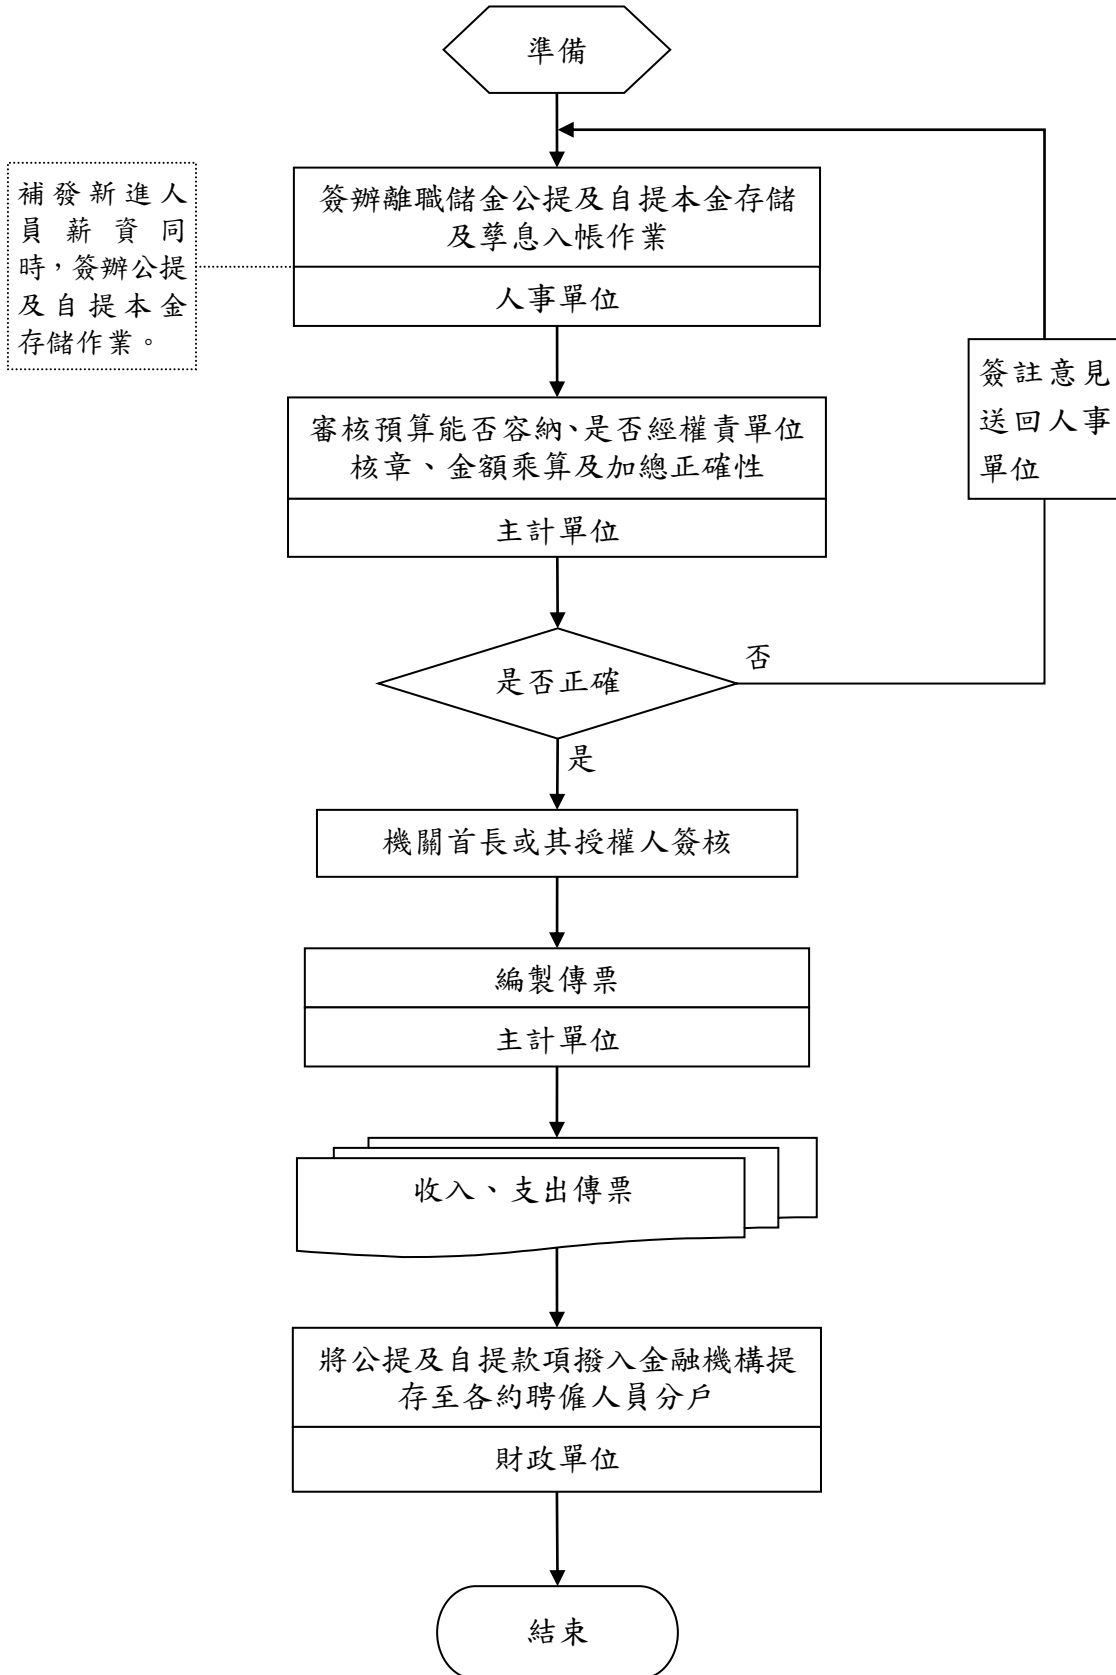 準備
補發新進人
員薪資同
時，簽辦公提
及自提本金
存儲作業。
簽辦離職儲金公提及自提本金存儲
及孳息入帳作業
人事單位
審核預算能否容納、是否經權責單位
核章、金額乘算及加總正確性
主計單位
簽註意見
送回人事
單位
是否正確
否
是
機關首長或其授權人簽核
編製傳票
主計單位
收入、支出傳票
將公提及自提款項撥入金融機構提
存至各約聘僱人員分戶
財政單位
結束